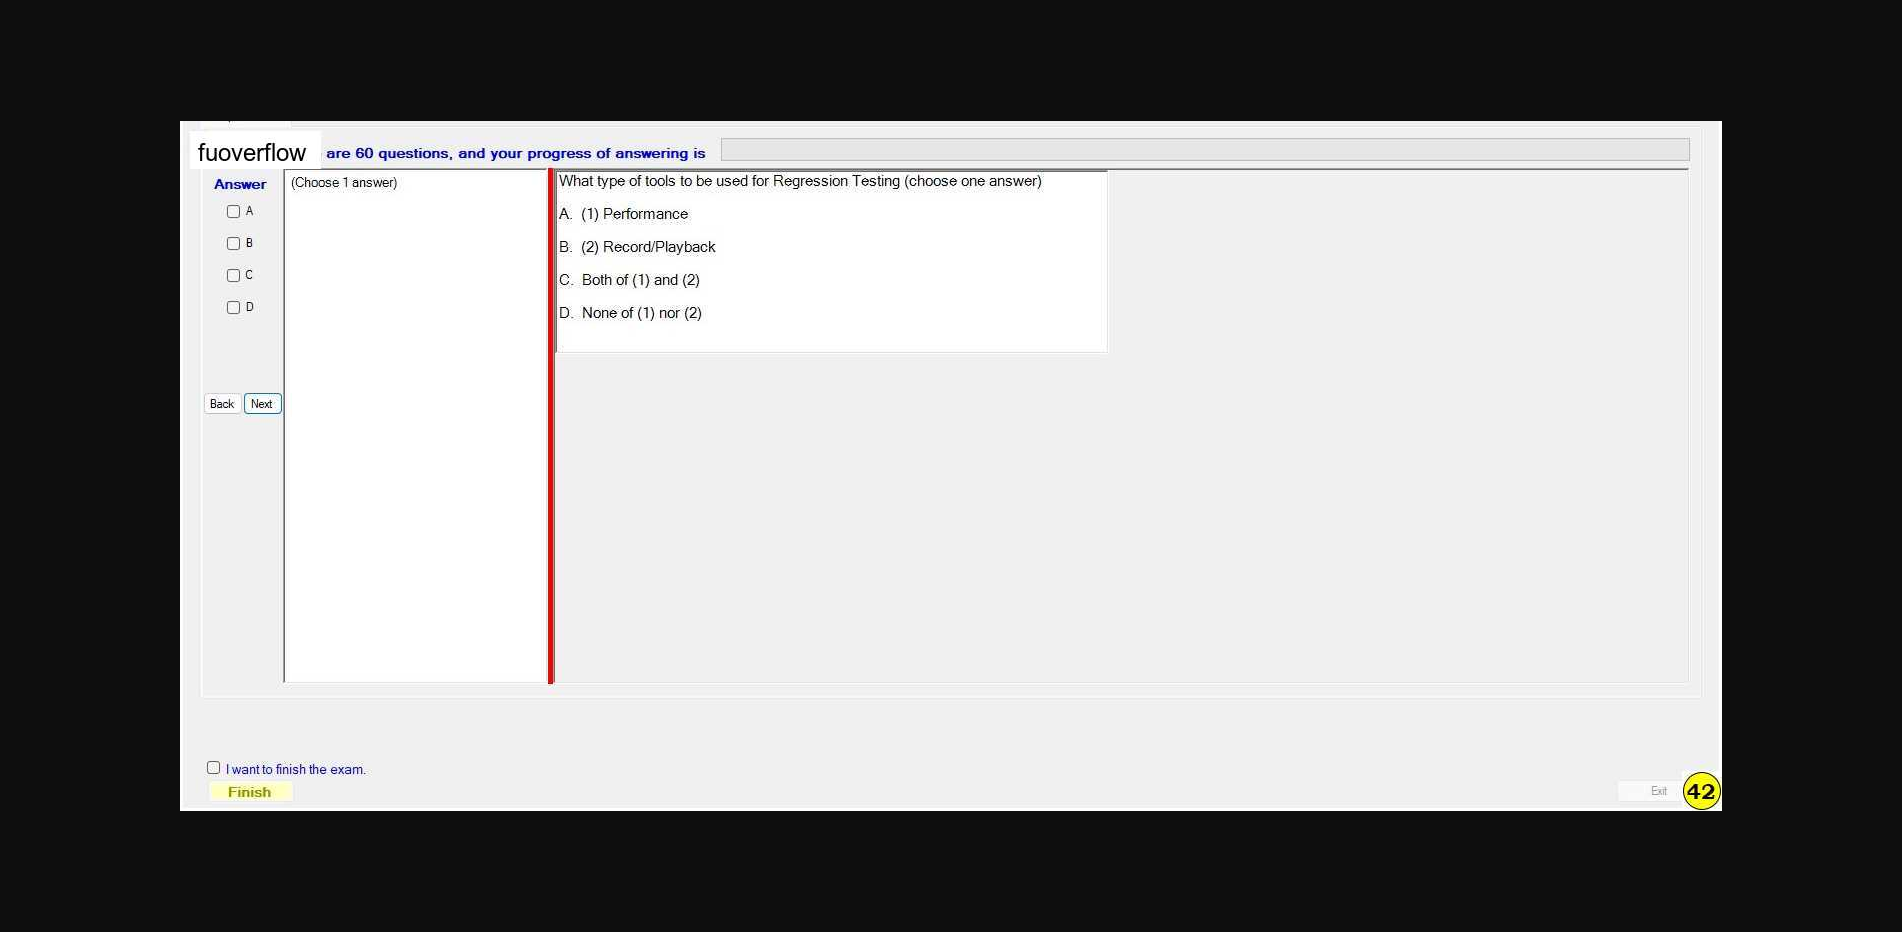 fuoverflow are 60 questions, and your progress of answering is
Answer
(Choose 1 answer)
A
B
C
D
Back Next
What type of tools to be used for Regression Testing (choose one answer)
A. (1) Performance
B. (2) Record/Playback
C. Both of (1) and (2)
D. None of (1) nor (2)
I want to finish the exam.
Finish
Exit
42